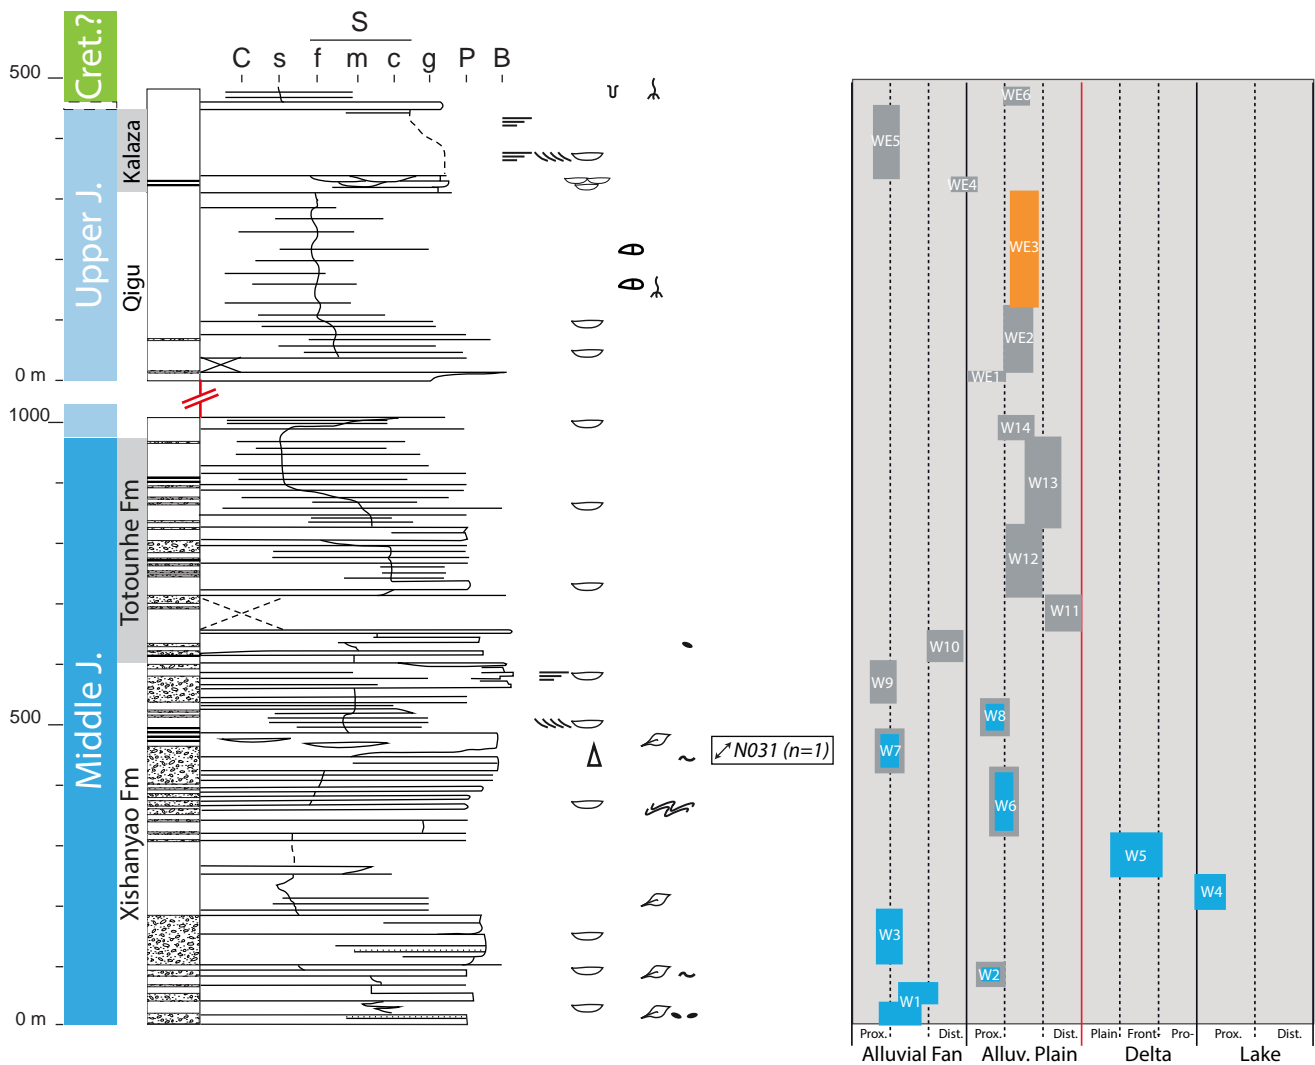 S
C s f m c g P B
500
Cret.?
Kalaza
Upper J.
Qigu
0 m
1000
Totounhe Fm
Middle J.
500
Xishanyao Fm
0 m
N031 (n=1)
WE6
WE5
WE4
WE3
WE2
WE1
W14
W13
W12
W11
W10
W9
W8
W7
W6
W5
W4
W3
W2
W1
Prox. Dist. Prox. Dist. Plain Front- Pro- Prox. Dist.
Alluvial Fan Alluv. Plain Delta Lake